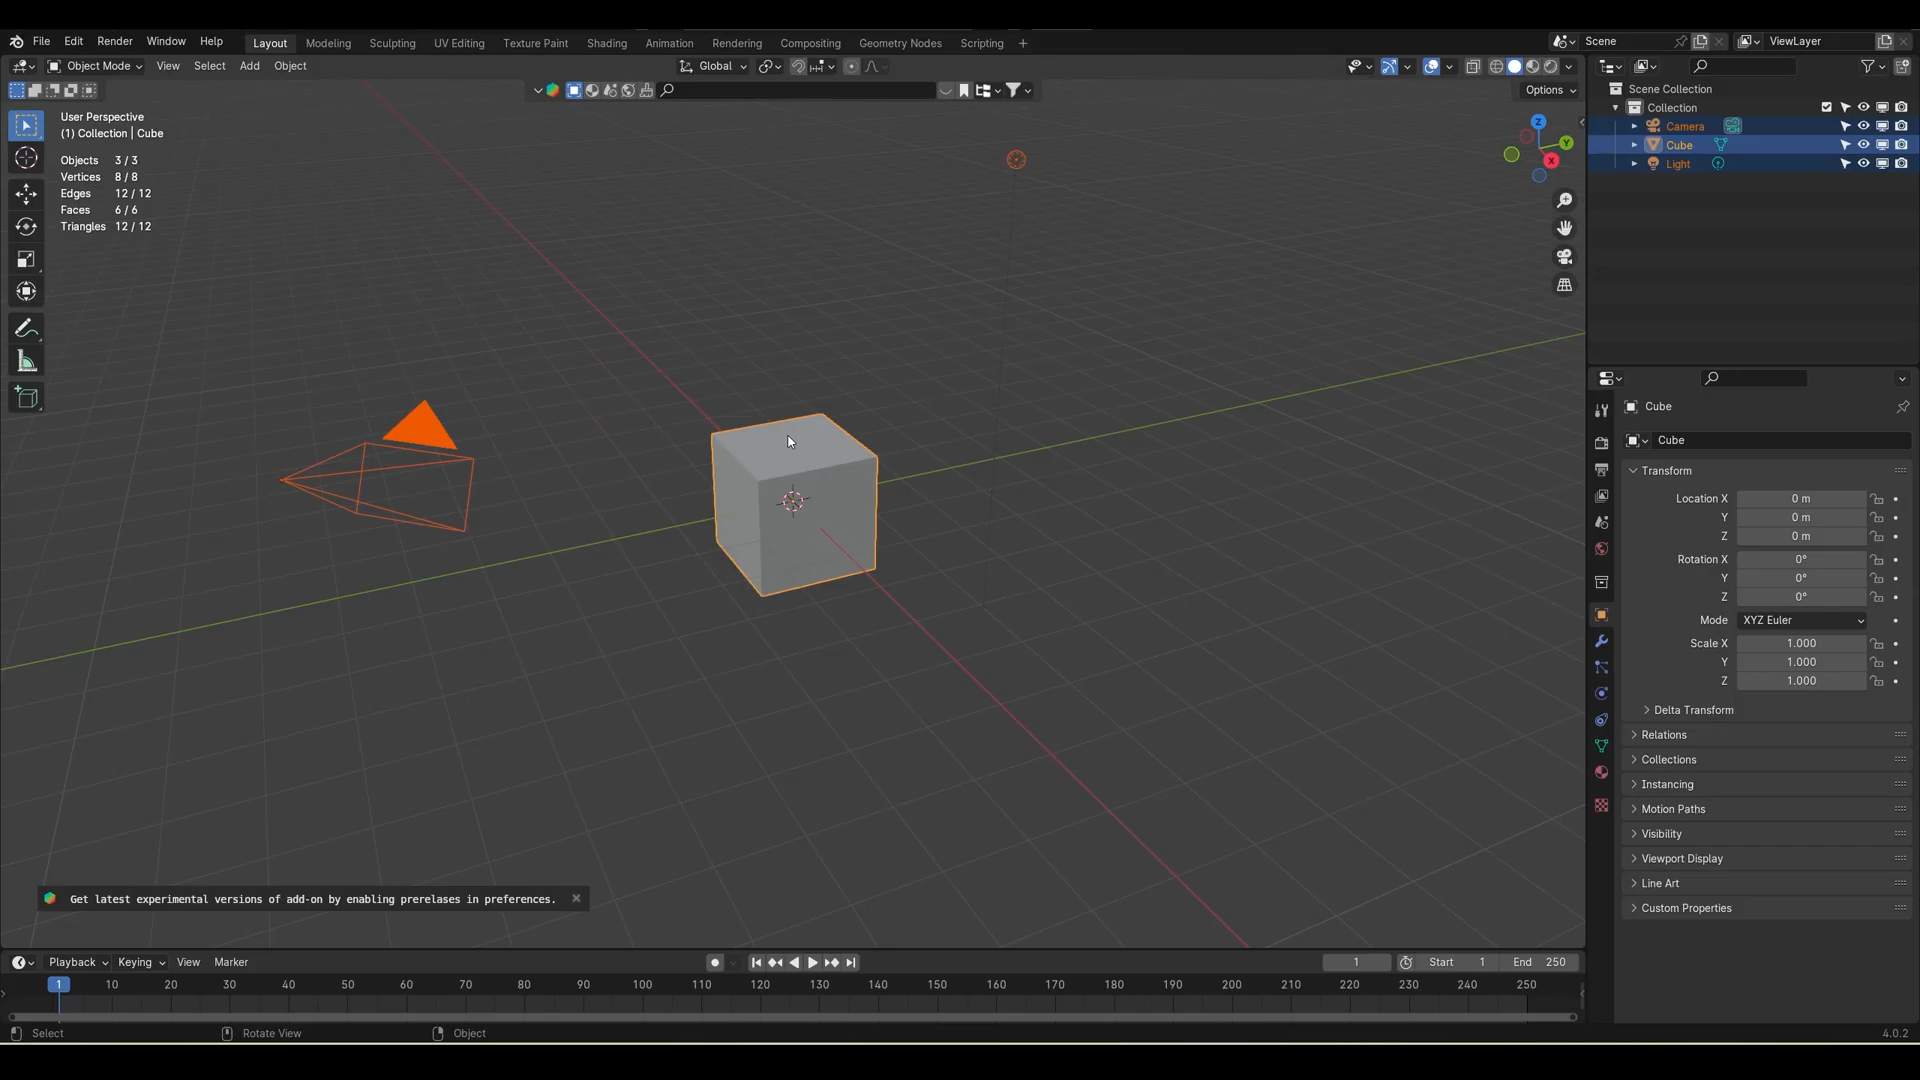 File Edit Render Window Help
Layout Modeling Sculpting UV Editing Texture Paint Shading Animation Rendering Compositing Geometry Nodes Scripting +
Scene
ViewLayer
Object Mode View Select Add Object
Global
Options
User Perspective
(1) Collection | Cube
Objects 3 / 3
Vertices 8 / 8
Edges 12 / 12
Faces 6 / 6
Triangles 12 / 12
Z
Y
X
Scene Collection
Collection
Camera
Cube
Light
Cube
Cube
Transform
Location X 0 m
Y 0 m
Z 0 m
Rotation X 0°
Y 0°
Z 0°
Mode XYZ Euler
Scale X 1.000
Y 1.000
Z 1.000
Delta Transform
Relations
Collections
Instancing
Motion Paths
Visibility
Viewport Display
Line Art
Custom Properties
Get latest experimental versions of add-on by enabling prerelases in preferences.
Playback Keying View Marker
1 Start 1 End 250
1 10 20 30 40 50 60 70 80 90 100 110 120 130 140 150 160 170 180 190 200 210 220 230 240 250
Select Rotate View Object 4.0.2